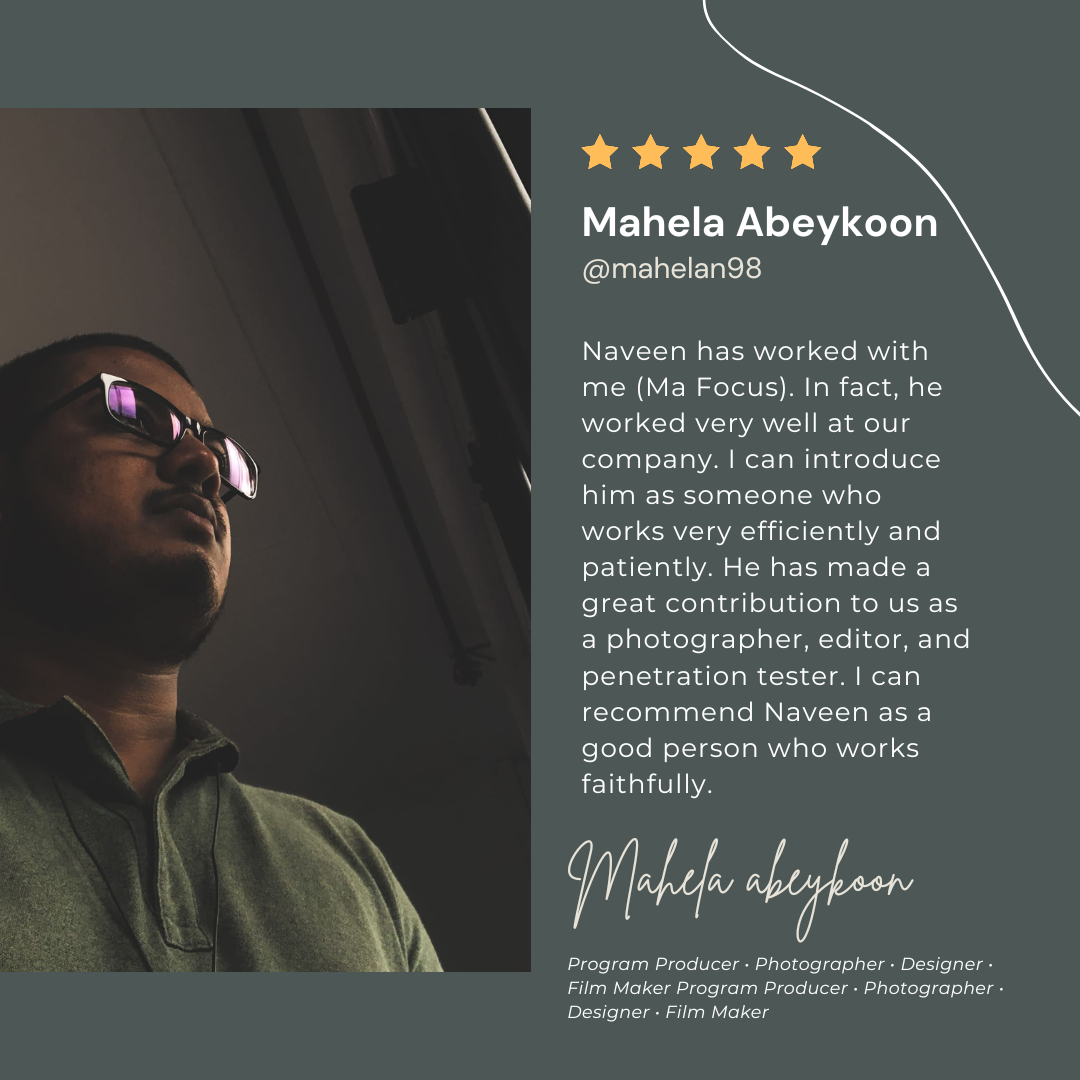 Mahela Abeykoon
@mahelan98
Naveen has worked with
me (Ma Focus). In fact, he
worked very well at our
company. I can introduce
him as someone who
works very efficiently and
patiently. He has made a
great contribution to us as
a photographer, editor, and
penetration tester. I can
recommend Naveen as a
good person who works
faithfully.
Mahela abeykoon
Program Producer • Photographer • Designer •
Film Maker Program Producer • Photographer •
Designer • Film Maker